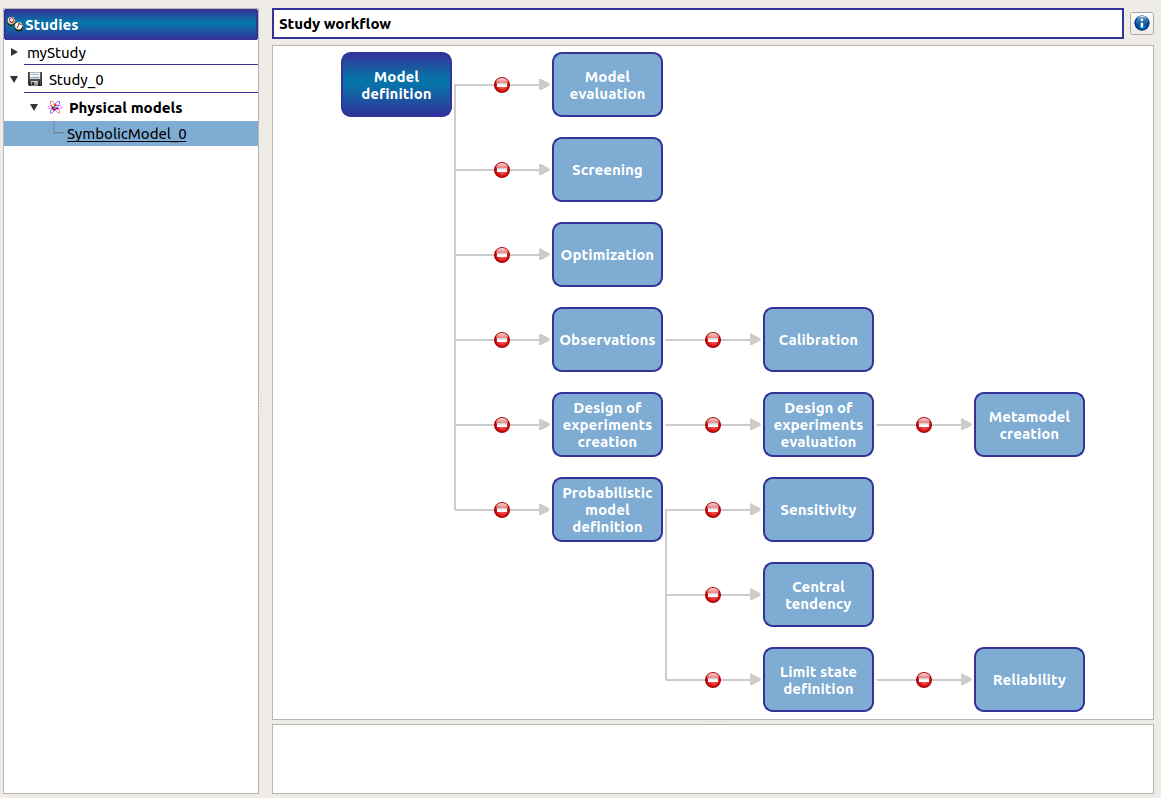 Studies
myStudy
Study_0
Physical models
SymbolicModel_0
Study workflow
Model
definition
Model
evaluation
Screening
Optimization
Observations
Calibration
Design of
experiments
creation
Design of
experiments
evaluation
Metamodel
creation
Probabilistic
model
definition
Sensitivity
Central
tendency
Limit state
definition
Reliability